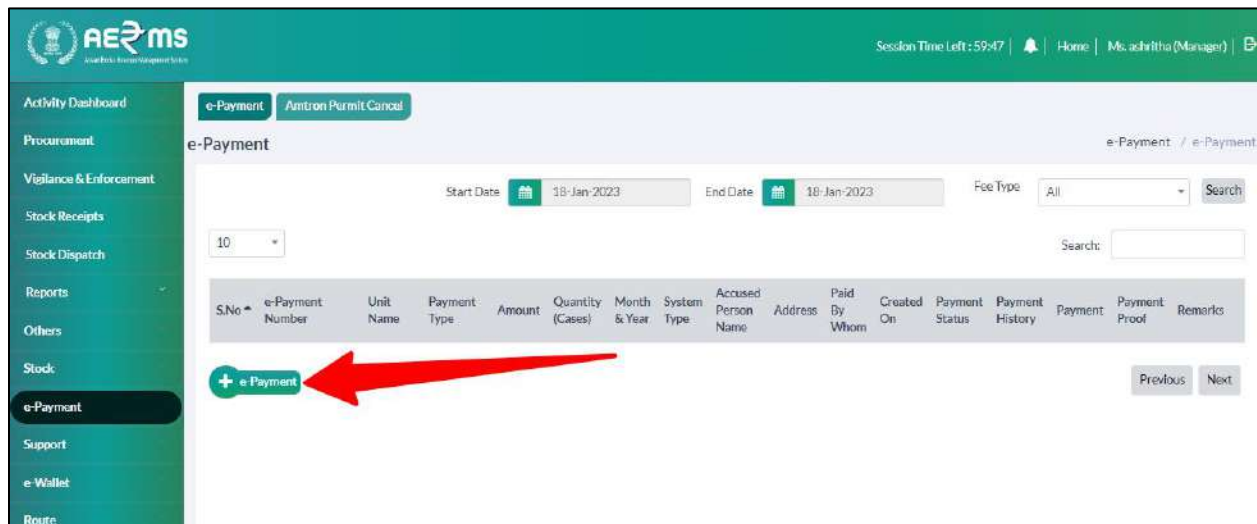 AE₹MS
Session Time Left : 59:47 | Home | Ms. ashritha (Manager) |
Activity Dashboard
Procurement
Vigilance & Enforcement
Stock Receipts
Stock Dispatch
Reports
Others
Stock
e-Payment
Support
e-Wallet
Route
e-Payment Amtron Permit Cancel
e-Payment
e-Payment / e-Payment
Start Date 18-Jan-2023 End Date 18-Jan-2023 Fee Type All Search
10 Search:
S.No e-Payment Number Unit Name Payment Type Amount Quantity (Cases) Month & Year System Type Accused Person Name Address Paid By Whom Created On Payment Status Payment History Payment Payment Proof Remarks
+ e-Payment
Previous Next